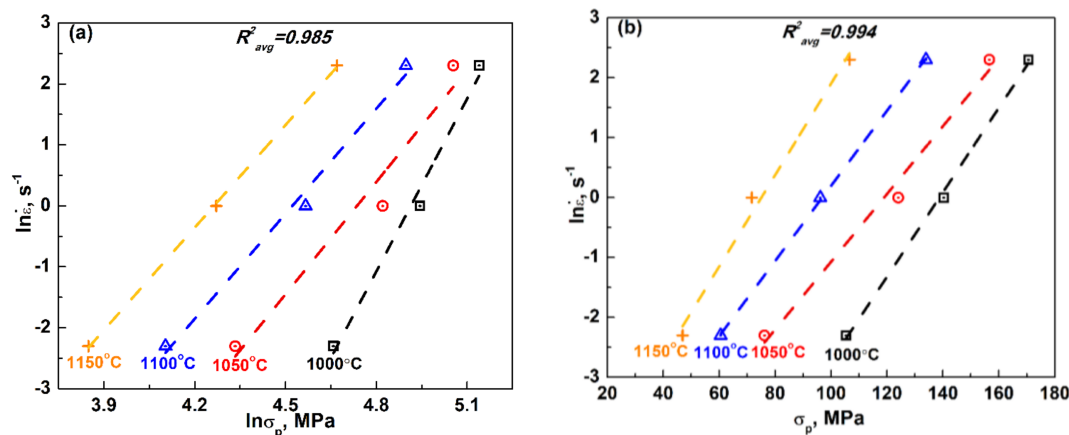 (a)
R²avg=0.985
3
2
1
0
-1
-2
-3
lnε̇, s⁻¹
1150°C
1100°C
1050°C
1000°C
3.9
4.2
4.5
4.8
5.1
lnσp, MPa
(b)
R²avg=0.994
3
2
1
0
-1
-2
-3
lnε̇, s⁻¹
1150°C
1100°C
1050°C
1000°C
20
40
60
80
100
120
140
160
180
σp, MPa